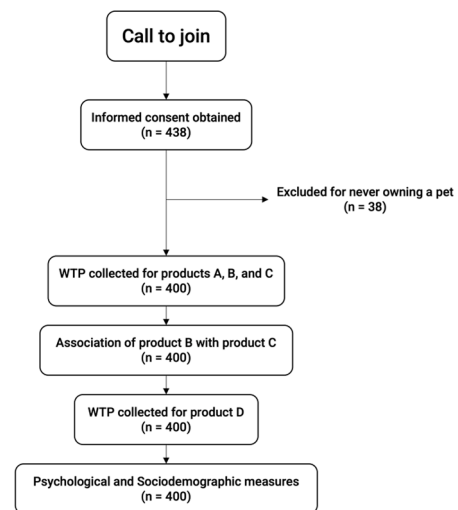 Call to join
Informed consent obtained
(n = 438)
Excluded for never owning a pet
(n = 38)
WTP collected for products A, B, and C
(n = 400)
Association of product B with product C
(n = 400)
WTP collected for product D
(n = 400)
Psychological and Sociodemographic measures
(n = 400)